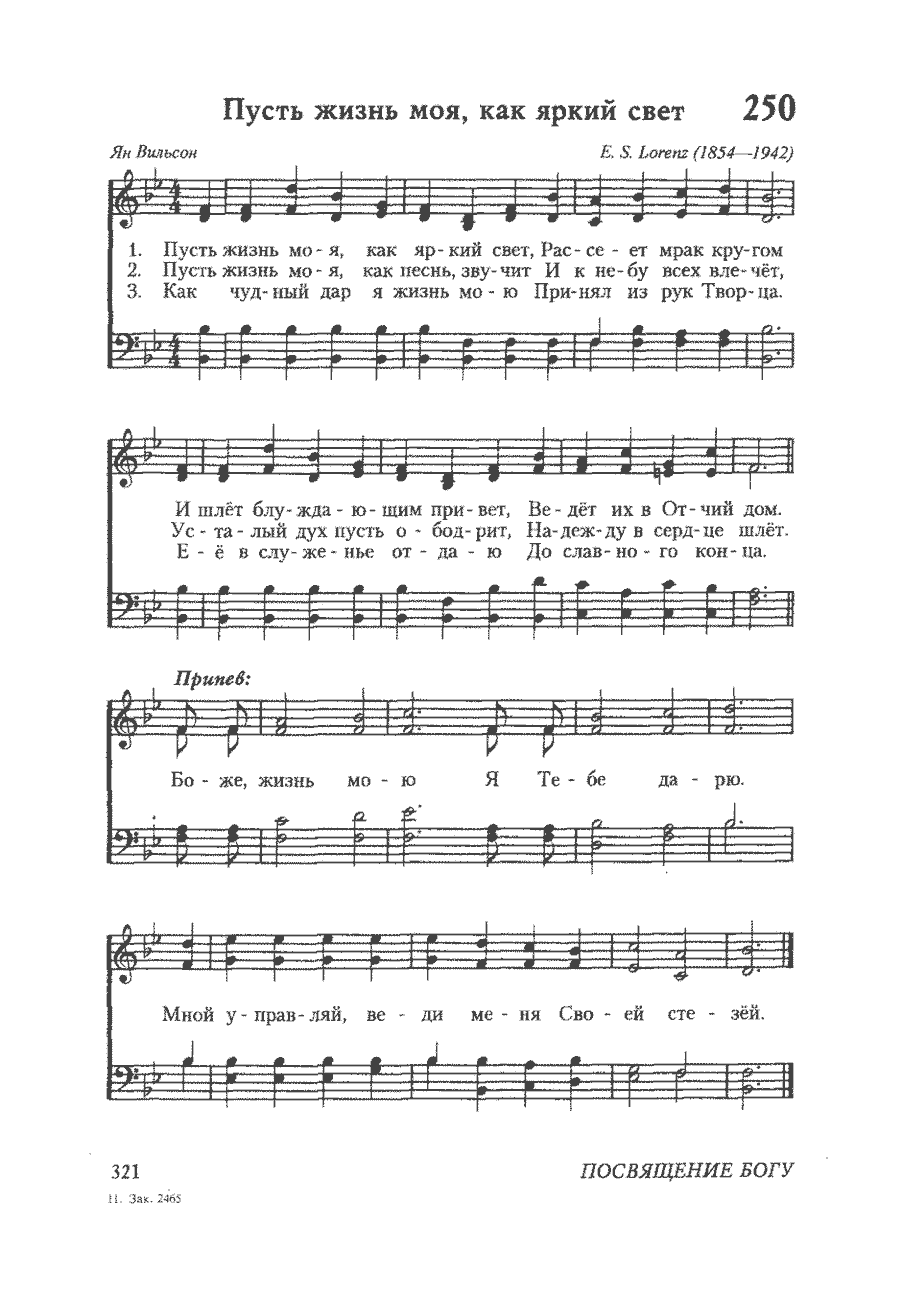 Пусть жизнь моя, как яркий свет 250
Ян Вильсон E. S. Lorenz (1854—1942)
1. Пусть жизнь мо - я, как яр - кий свет, Рас - се - ет мрак кру - гом
2. Пусть жизнь мо - я, как песнь, зву - чит И к не - бу всех вле - чёт,
3. Как чуд - ный дар я жизнь мо - ю При - нял из рук Твор - ца.
И шлёт блу - жда - ю - щим при - вет, Ве - дёт их в От - чий дом.
Ус - та - лый дух пусть о - бод - рит, На - деж - ду в серд - це шлёт.
Е - ё в слу - же - нье от - да - ю До слав - но - го кон - ца.
Припев:
Бо - же, жизнь мо - ю Я Те - бе да - рю.
Мной у - прав - ляй, ве - ди ме - ня Сво - ей сте - зёй.
321 ПОСВЯЩЕНИЕ БОГУ
11. Зак. 2465